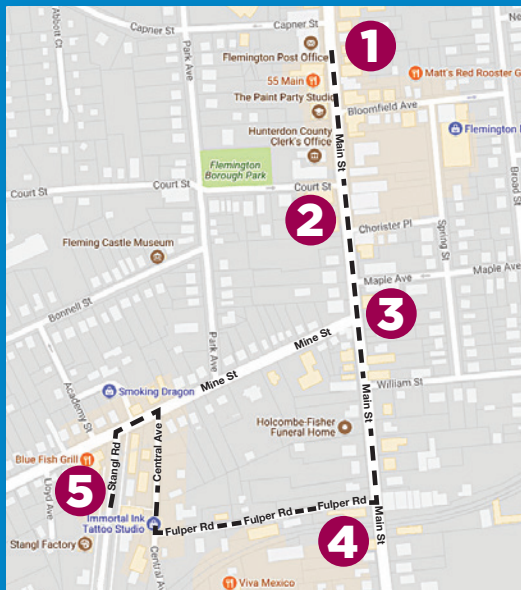 Abbott Ct
Capner St
Capner St
Ne
1
Flemington Post Office
Park Ave
55 Main
Matt's Red Rooster G
The Paint Party Studio
Bloomfield Ave
Hunterdon County
Clerk's Office
Main St
Flemington
Flemington
Borough Park
Court St
Court St
Court St
Broad St
2
Chorister Pl
Spring St
Fleming Castle Museum
Maple Ave
Maple Ave
3
Bonnell St
Park Ave
Mine St
Mine St
William St
Academy St
Smoking Dragon
Main St
Holcombe-Fisher
Funeral Home
Central Ave
Blue Fish Grill
Stangl Rd
5
Lloyd Ave
Immortal Ink
Tattoo Studio
Fulper Rd
Fulper Rd
Fulper Rd
Main St
4
Stangl Factory
Central Av
Viva Mexico